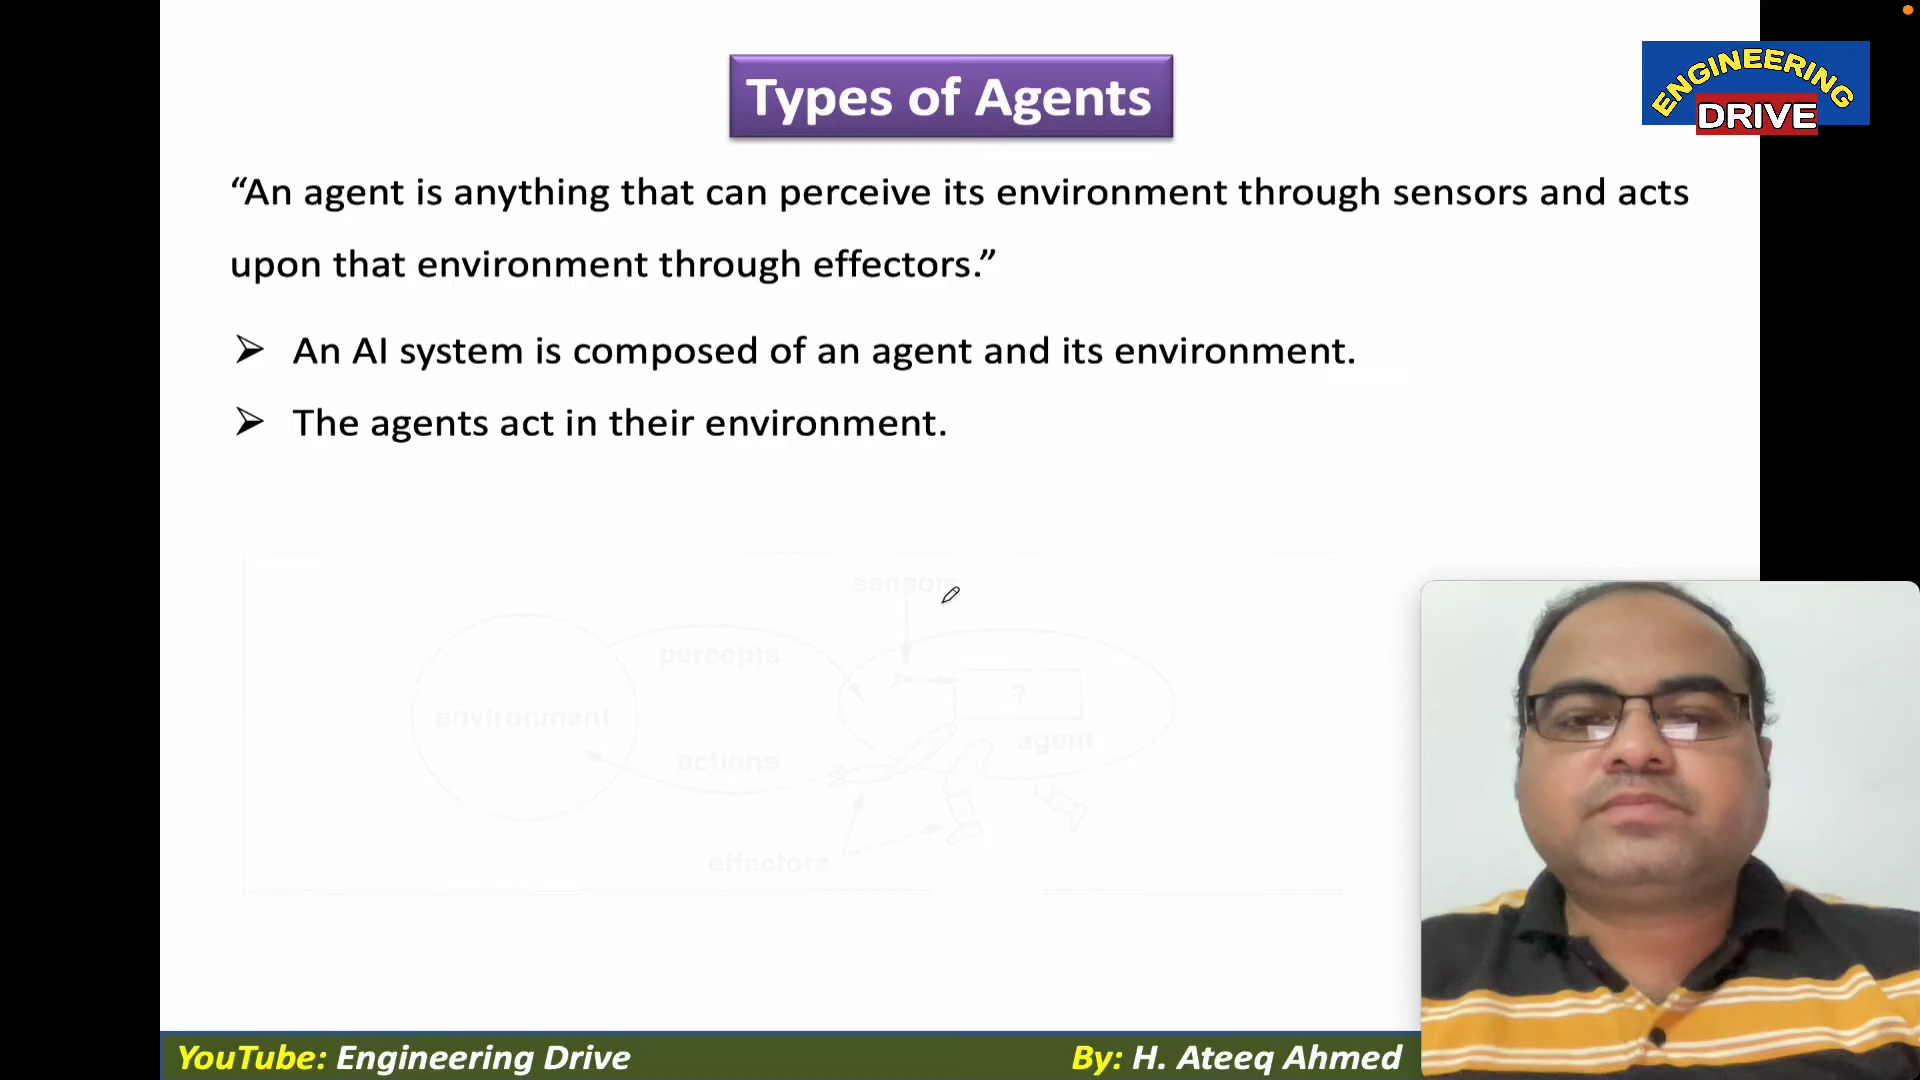 Types of Agents
ENGINEERING
DRIVE
“An agent is anything that can perceive its environment through sensors and acts
upon that environment through effectors.”
➢ An AI system is composed of an agent and its environment.
➢ The agents act in their environment.
sensors
percepts
?
environment
agent
actions
effectors
YouTube: Engineering Drive
By: H. Ateeq Ahmed